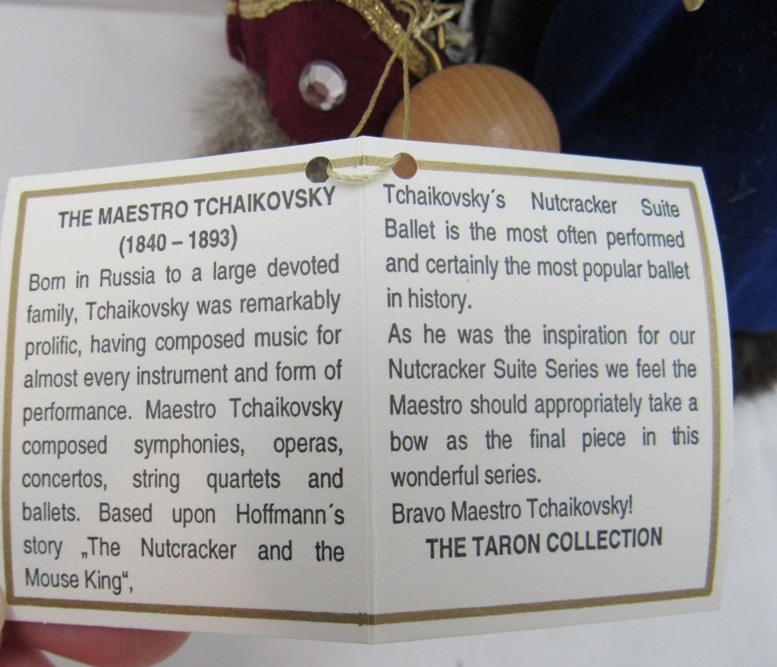 THE MAESTRO TCHAIKOVSKY
(1840 – 1893)
Born in Russia to a large devoted
family, Tchaikovsky was remarkably
prolific, having composed music for
almost every instrument and form of
performance. Maestro Tchaikovsky
composed symphonies, operas,
concertos, string quartets and
ballets. Based upon Hoffmann´s
story „The Nutcracker and the
Mouse King“,
Tchaikovsky´s Nutcracker Suite
Ballet is the most often performed
and certainly the most popular ballet
in history.
As he was the inspiration for our
Nutcracker Suite Series we feel the
Maestro should appropriately take a
bow as the final piece in this
wonderful series.
Bravo Maestro Tchaikovsky!
THE TARON COLLECTION